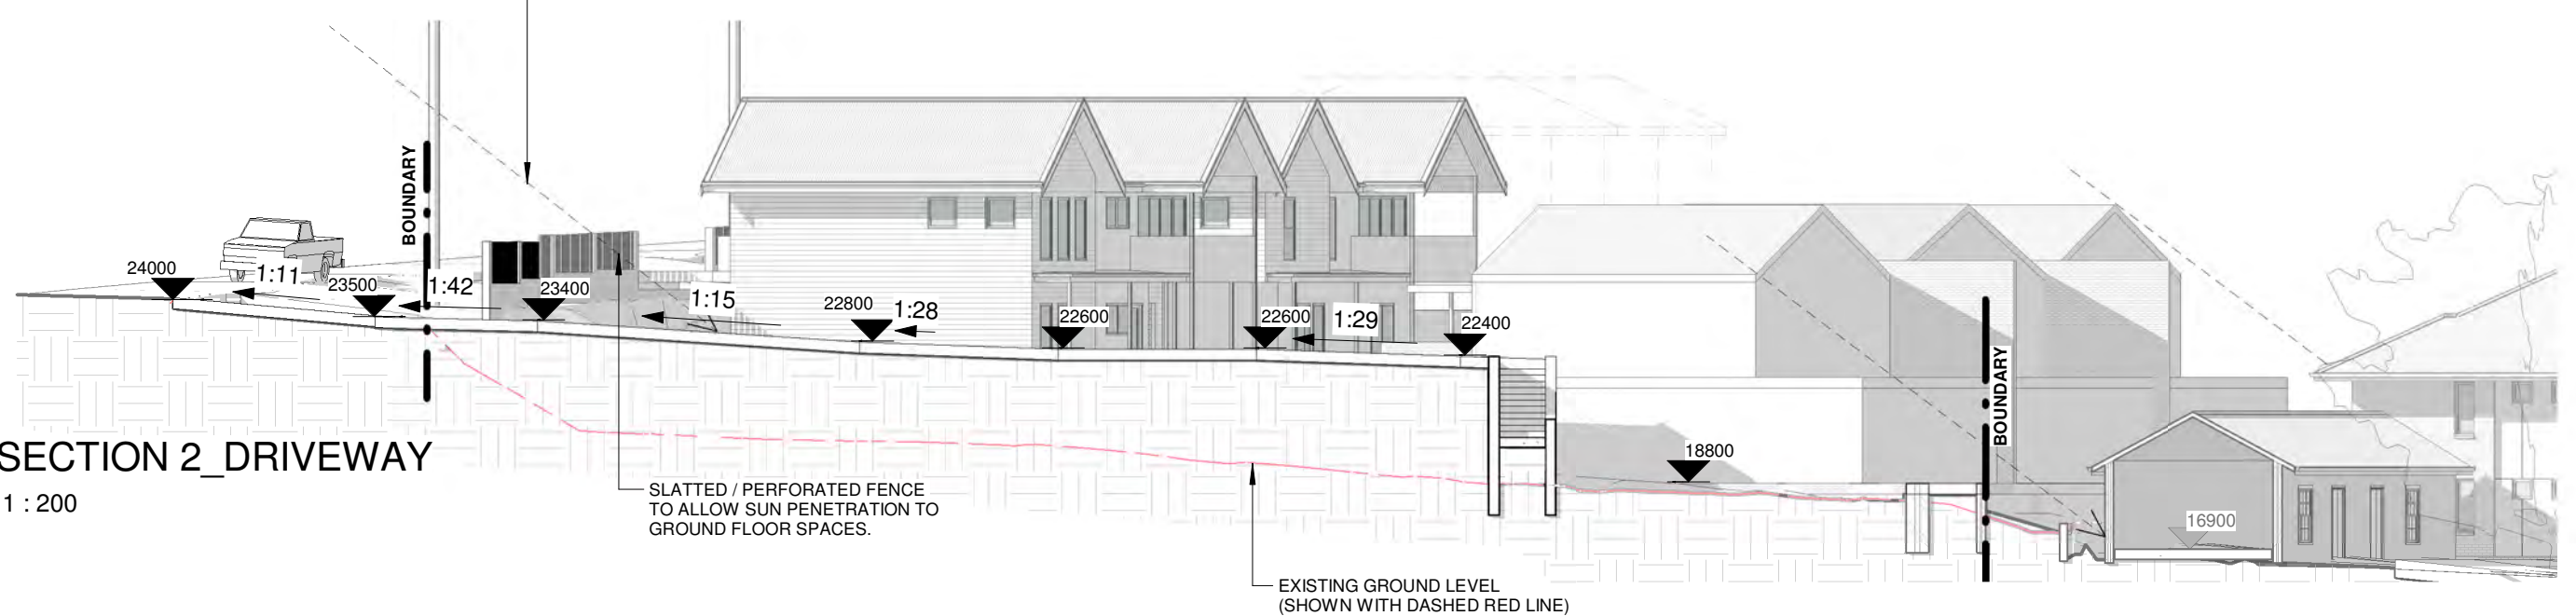 BOUNDARY
24000
1:11
23500
1:42
23400
1:15
22800
1:28
22600
22600
1:29
22400
18800
BOUNDARY
16900
SECTION 2_DRIVEWAY
1 : 200
SLATTED / PERFORATED FENCE
TO ALLOW SUN PENETRATION TO
GROUND FLOOR SPACES.
EXISTING GROUND LEVEL
(SHOWN WITH DASHED RED LINE)